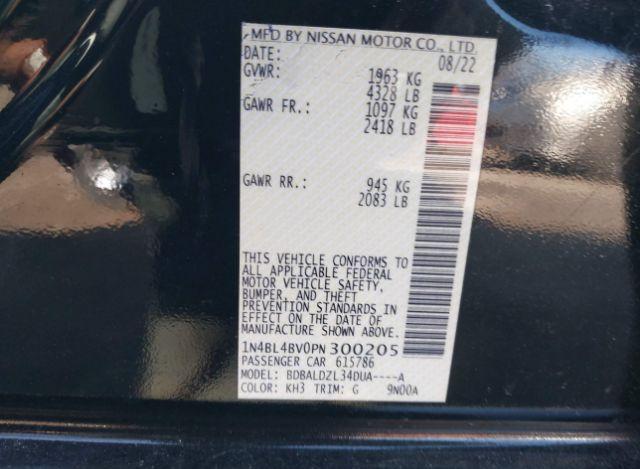 MFD BY NISSAN MOTOR CO., LTD.
DATE: 08/22
GVWR: 1963 KG
4328 LB
GAWR FR.: 1097 KG
2418 LB
GAWR RR.: 945 KG
2083 LB
THIS VEHICLE CONFORMS TO
ALL APPLICABLE FEDERAL
MOTOR VEHICLE SAFETY,
BUMPER, AND THEFT
PREVENTION STANDARDS IN
EFFECT ON THE DATE OF
MANUFACTURE SHOWN ABOVE.
1N4BL4BV0PN300205
PASSENGER CAR 615786
MODEL: BDBALDZL34DUA----A
COLOR: KH3 TRIM: G 9N00A